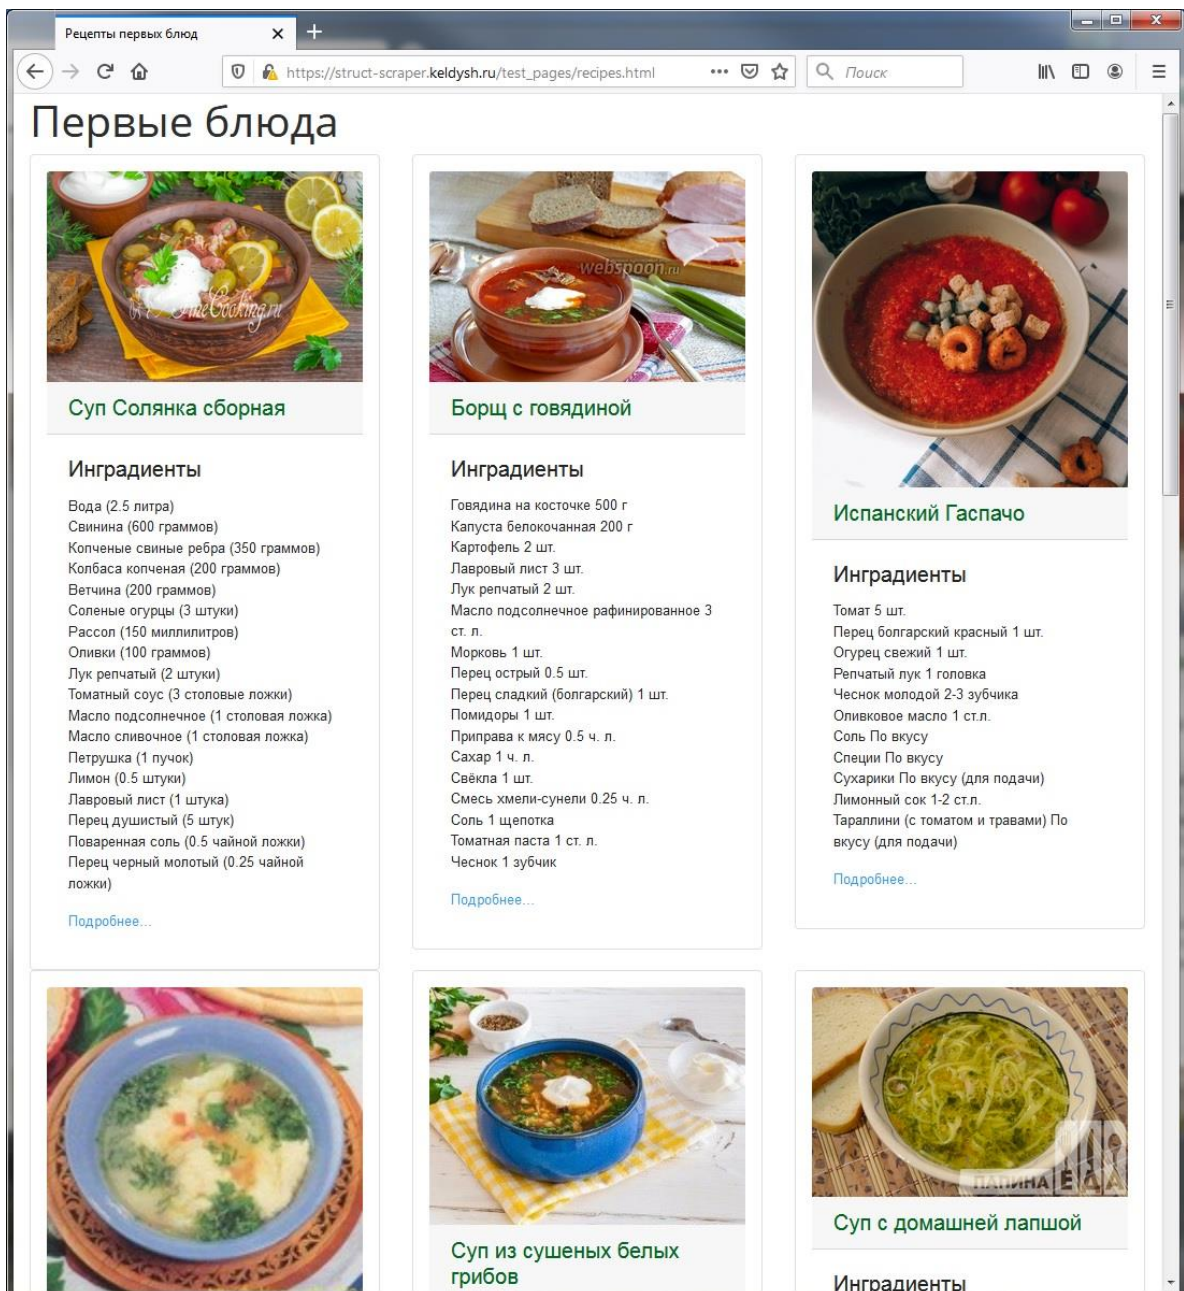 Рецепты первых блюд
https://struct-scraper.keldysh.ru/test_pages/recipes.html
Поиск
Первые блюда
FineCooking.ru
Суп Солянка сборная
Инградиенты
Вода (2.5 литра)
Свинина (600 граммов)
Копченые свиные ребра (350 граммов)
Колбаса копченая (200 граммов)
Ветчина (200 граммов)
Соленые огурцы (3 штуки)
Рассол (150 миллилитров)
Оливки (100 граммов)
Лук репчатый (2 штуки)
Томатный соус (3 столовые ложки)
Масло подсолнечное (1 столовая ложка)
Масло сливочное (1 столовая ложка)
Петрушка (1 пучок)
Лимон (0.5 штуки)
Лавровый лист (1 штука)
Перец душистый (5 штук)
Поваренная соль (0.5 чайной ложки)
Перец черный молотый (0.25 чайной
ложки)
Подробнее...
webspoon.ru
Борщ с говядиной
Инградиенты
Говядина на косточке 500 г
Капуста белокочанная 200 г
Картофель 2 шт.
Лавровый лист 3 шт.
Лук репчатый 2 шт.
Масло подсолнечное рафинированное 3
ст. л.
Морковь 1 шт.
Перец острый 0.5 шт.
Перец сладкий (болгарский) 1 шт.
Помидоры 1 шт.
Приправа к мясу 0.5 ч. л.
Сахар 1 ч. л.
Свёкла 1 шт.
Смесь хмели-сунели 0.25 ч. л.
Соль 1 щепотка
Томатная паста 1 ст. л.
Чеснок 1 зубчик
Подробнее...
Испанский Гаспачо
Инградиенты
Томат 5 шт.
Перец болгарский красный 1 шт.
Огурец свежий 1 шт.
Репчатый лук 1 головка
Чеснок молодой 2-3 зубчика
Оливковое масло 1 ст.л.
Соль По вкусу
Специи По вкусу
Сухарики По вкусу (для подачи)
Лимонный сок 1-2 ст.л.
Тараллини (с томатом и травами) По
вкусу (для подачи)
Подробнее...
Суп из сушеных белых
грибов
ПАПИНА ЕДА
Суп с домашней лапшой
Инградиенты